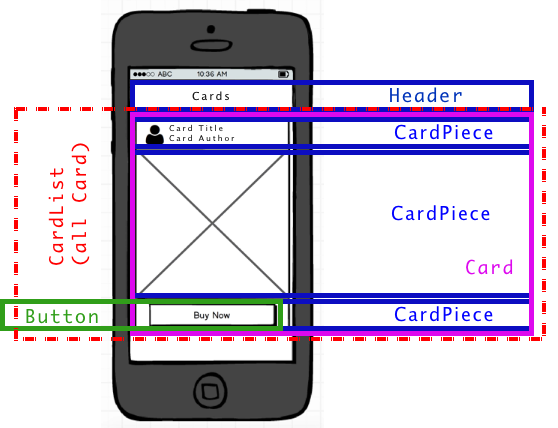 ABC 10:36 AM
Cards
Header
Card Title
Card Author
CardPiece
CardList
(all Card)
CardPiece
Card
Button
Buy Now
CardPiece